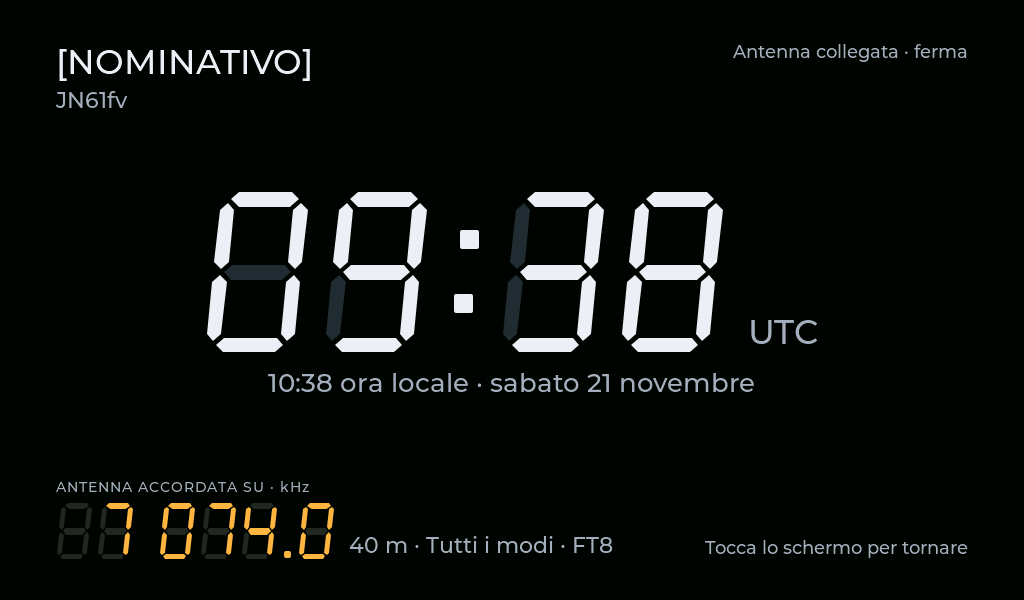 [NOMINATIVO]
JN61fv
Antenna collegata · ferma
09:38 UTC
10:38 ora locale · sabato 21 novembre
ANTENNA ACCORDATA SU · kHz
7 074.0 40 m · Tutti i modi · FT8
Tocca lo schermo per tornare